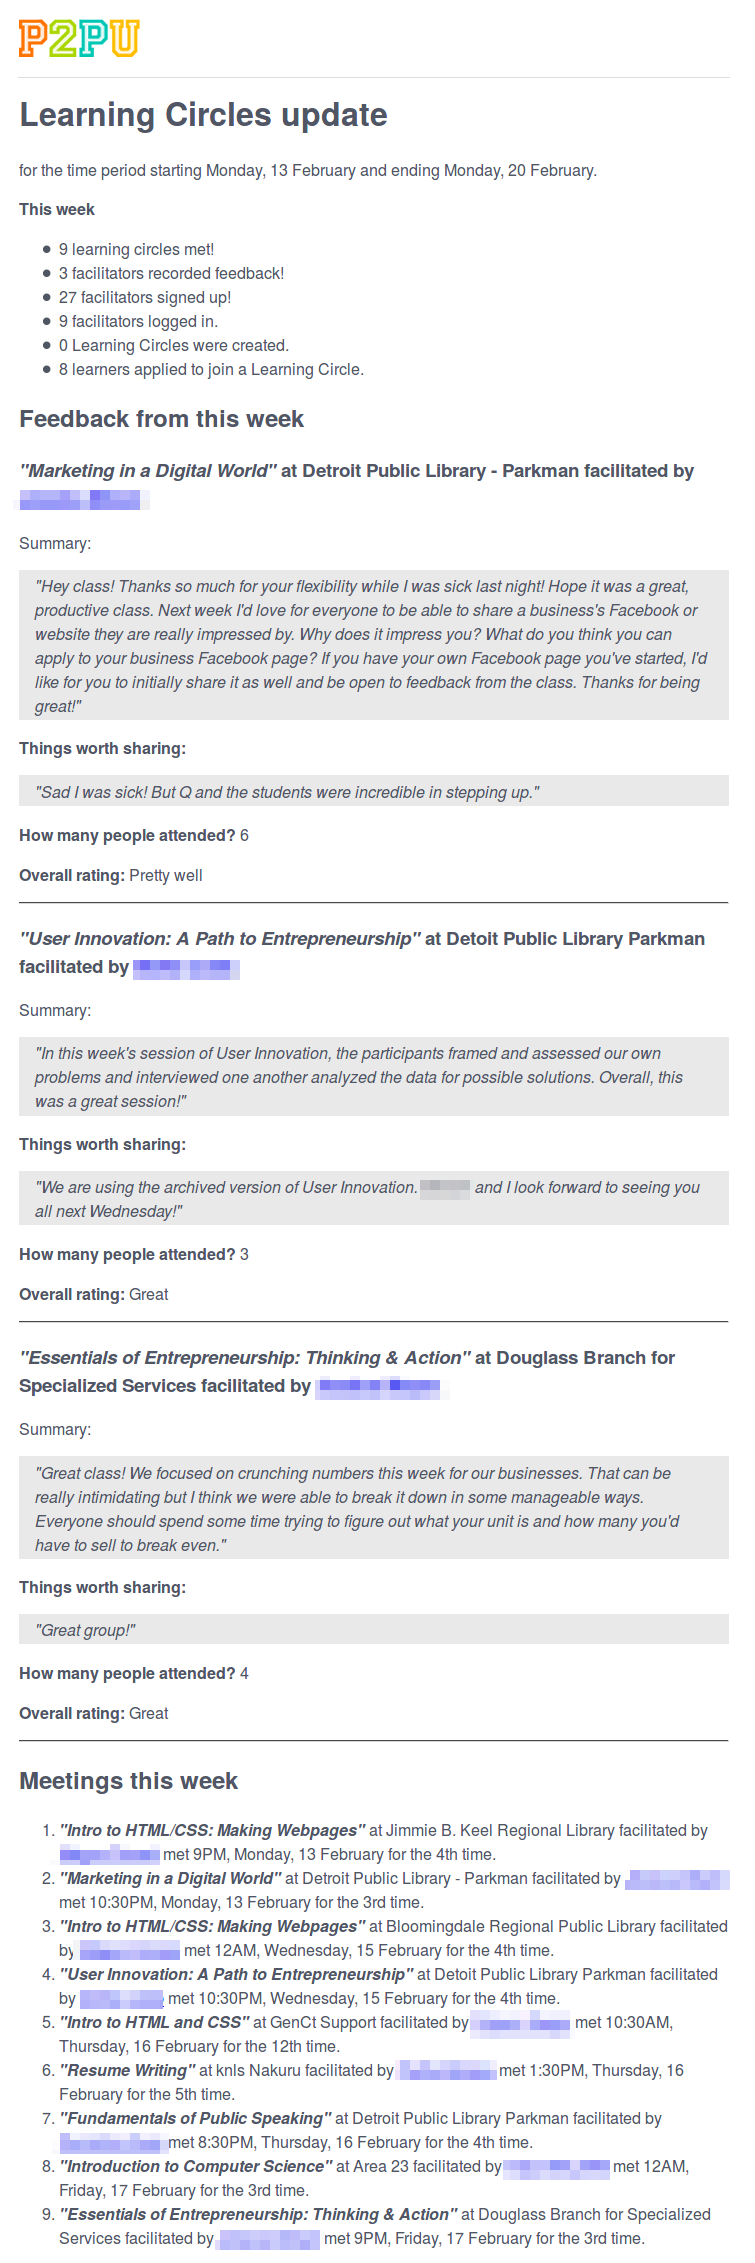 P2PU
Learning Circles update
for the time period starting Monday, 13 February and ending Monday, 20 February.
This week
9 learning circles met!
3 facilitators recorded feedback!
27 facilitators signed up!
9 facilitators logged in.
0 Learning Circles were created.
8 learners applied to join a Learning Circle.
Feedback from this week
"Marketing in a Digital World" at Detroit Public Library - Parkman facilitated by
Summary:
"Hey class! Thanks so much for your flexibility while I was sick last night! Hope it was a great,
productive class. Next week I'd love for everyone to be able to share a business's Facebook or
website they are really impressed by. Why does it impress you? What do you think you can
apply to your business Facebook page? If you have your own Facebook page you've started, I'd
like for you to initially share it as well and be open to feedback from the class. Thanks for being
great!"
Things worth sharing:
"Sad I was sick! But Q and the students were incredible in stepping up."
How many people attended? 6
Overall rating: Pretty well
"User Innovation: A Path to Entrepreneurship" at Detoit Public Library Parkman
facilitated by
Summary:
"In this week's session of User Innovation, the participants framed and assessed our own
problems and interviewed one another analyzed the data for possible solutions. Overall, this
was a great session!"
Things worth sharing:
"We are using the archived version of User Innovation. and I look forward to seeing you
all next Wednesday!"
How many people attended? 3
Overall rating: Great
"Essentials of Entrepreneurship: Thinking & Action" at Douglass Branch for
Specialized Services facilitated by
Summary:
"Great class! We focused on crunching numbers this week for our businesses. That can be
really intimidating but I think we were able to break it down in some manageable ways.
Everyone should spend some time trying to figure out what your unit is and how many you'd
have to sell to break even."
Things worth sharing:
"Great group!"
How many people attended? 4
Overall rating: Great
Meetings this week
1. "Intro to HTML/CSS: Making Webpages" at Jimmie B. Keel Regional Library facilitated by
met 9PM, Monday, 13 February for the 4th time.
2. "Marketing in a Digital World" at Detroit Public Library - Parkman facilitated by
met 10:30PM, Monday, 13 February for the 3rd time.
3. "Intro to HTML/CSS: Making Webpages" at Bloomingdale Regional Public Library facilitated
by met 12AM, Wednesday, 15 February for the 4th time.
4. "User Innovation: A Path to Entrepreneurship" at Detoit Public Library Parkman facilitated
by met 10:30PM, Wednesday, 15 February for the 4th time.
5. "Intro to HTML and CSS" at GenCt Support facilitated by met 10:30AM,
Thursday, 16 February for the 12th time.
6. "Resume Writing" at knls Nakuru facilitated by met 1:30PM, Thursday, 16
February for the 5th time.
7. "Fundamentals of Public Speaking" at Detroit Public Library Parkman facilitated by
met 8:30PM, Thursday, 16 February for the 4th time.
8. "Introduction to Computer Science" at Area 23 facilitated by met 12AM,
Friday, 17 February for the 3rd time.
9. "Essentials of Entrepreneurship: Thinking & Action" at Douglass Branch for Specialized
Services facilitated by met 9PM, Friday, 17 February for the 3rd time.